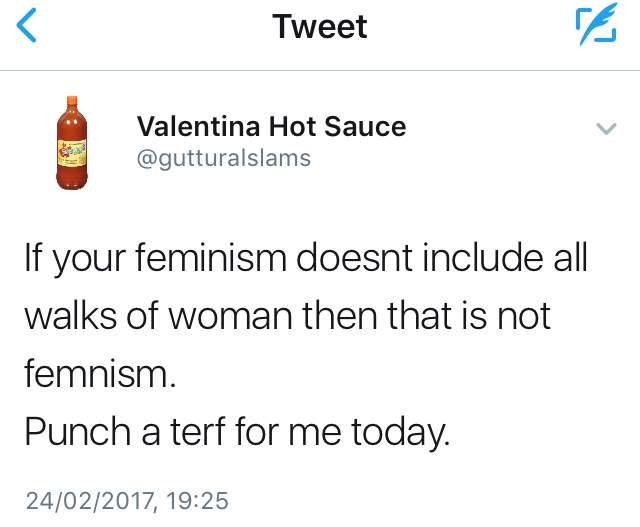 Tweet
Valentina Hot Sauce
@gutturalslams
If your feminism doesnt include all
walks of woman then that is not
femnism.
Punch a terf for me today.
24/02/2017, 19:25